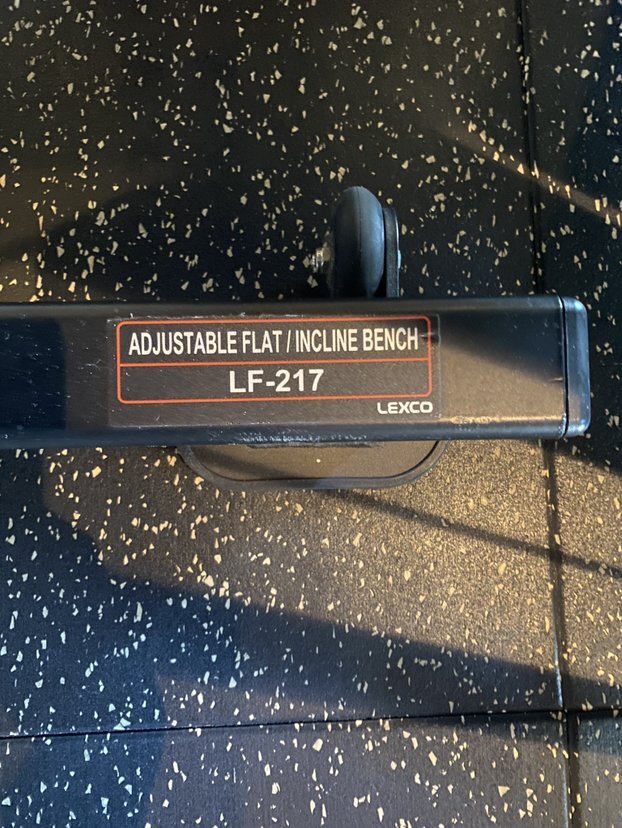 ADJUSTABLE FLAT / INCLINE BENCH
LF-217
LEXCO